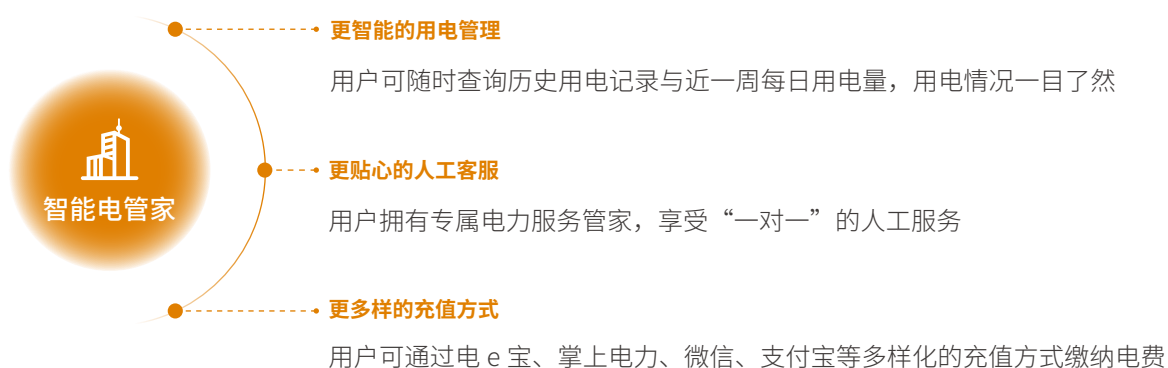 更智能的用电管理
用户可随时查询历史用电记录与近一周每日用电量，用电情况一目了然
智能电管家
更贴心的人工客服
用户拥有专属电力服务管家，享受“一对一”的人工服务
更多样的充值方式
用户可通过电 e 宝、掌上电力、微信、支付宝等多样化的充值方式缴纳电费